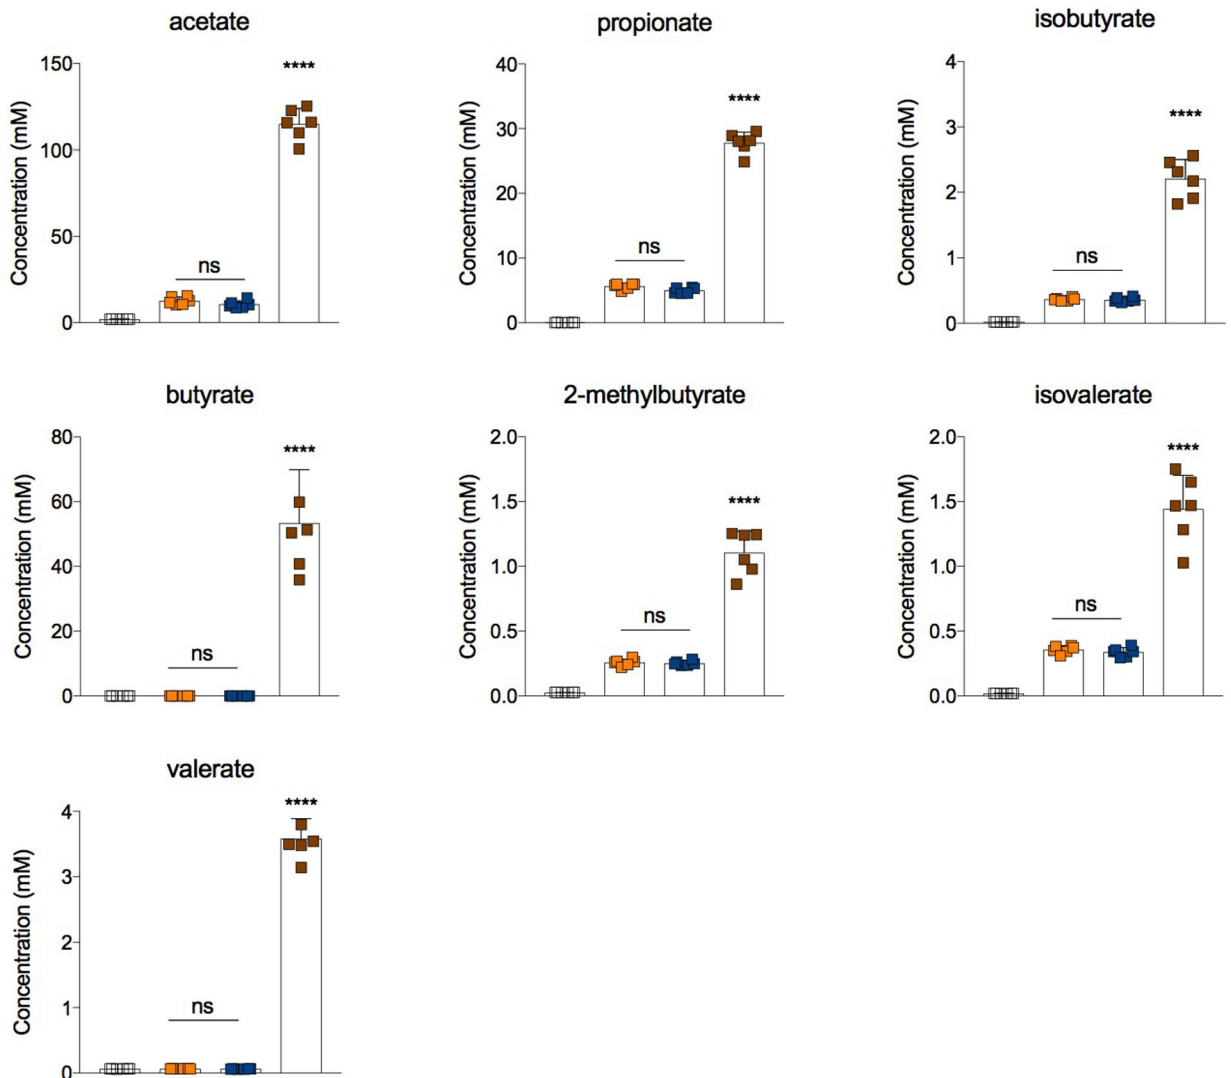 acetate
Concentration (mM)
150
100
50
0
ns
****
propionate
Concentration (mM)
40
30
20
10
0
ns
****
isobutyrate
Concentration (mM)
4
3
2
1
0
ns
****
butyrate
Concentration (mM)
80
60
40
20
0
ns
****
2-methylbutyrate
Concentration (mM)
2.0
1.5
1.0
0.5
0.0
ns
****
isovalerate
Concentration (mM)
2.0
1.5
1.0
0.5
0.0
ns
****
valerate
Concentration (mM)
4
3
2
1
0
ns
****